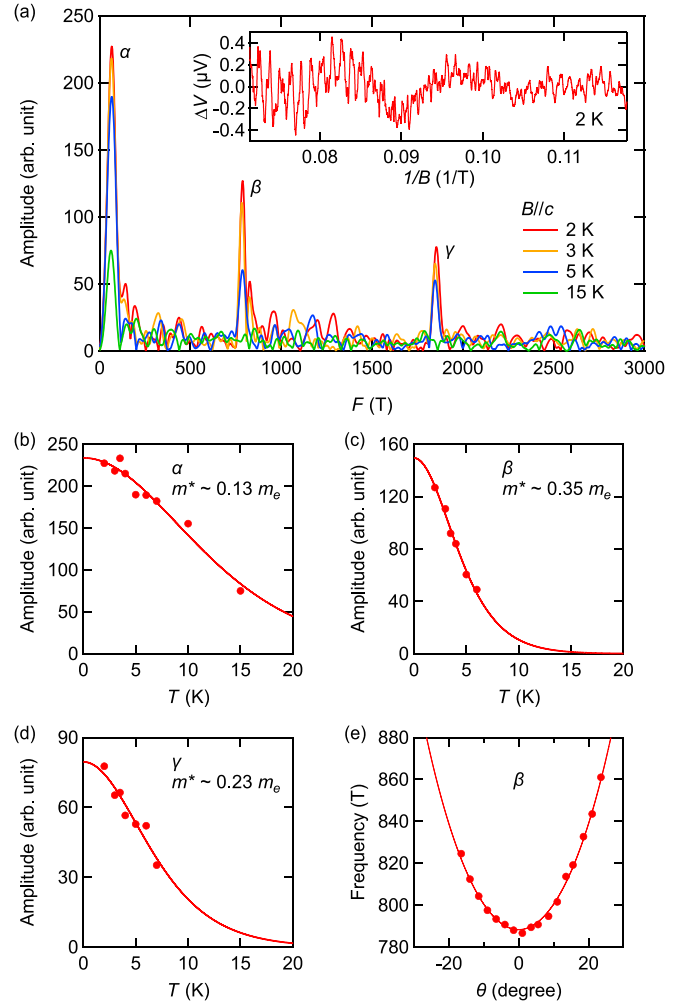 (a)
250
200
150
100
50
0
Amplitude (arb. unit)
α
β
γ
0.4
0.2
0.0
-0.2
-0.4
ΔV (μV)
2 K
0.08 0.09 0.10 0.11
1/B (1/T)
B//c
2 K
3 K
5 K
15 K
0 500 1000 1500 2000 2500 3000
F (T)
(b)
250
200
150
100
50
0
Amplitude (arb. unit)
α
m* ~ 0.13 mₑ
0 5 10 15 20
T (K)
(c)
160
120
80
40
0
Amplitude (arb. unit)
β
m* ~ 0.35 mₑ
0 5 10 15 20
T (K)
(d)
90
60
30
0
Amplitude (arb. unit)
γ
m* ~ 0.23 mₑ
0 5 10 15 20
T (K)
(e)
880
860
840
820
800
780
Frequency (T)
β
-20 0 20
θ (degree)